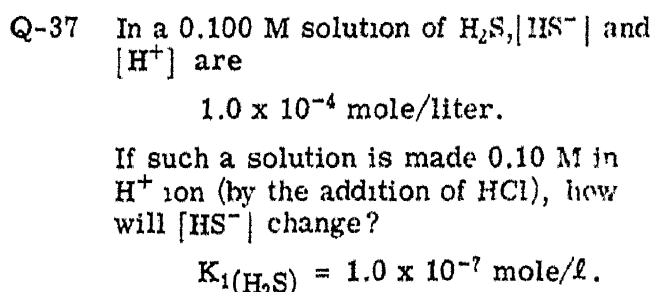 Q-37 In a 0.100 M solution of H₂S,[HS⁻] and
[H⁺] are
1.0 x 10⁻⁴ mole/liter.
If such a solution is made 0.10 M in
H⁺ ion (by the addition of HCl), how
will [HS⁻] change?
K₁(H₂S) = 1.0 x 10⁻⁷ mole/ℓ.